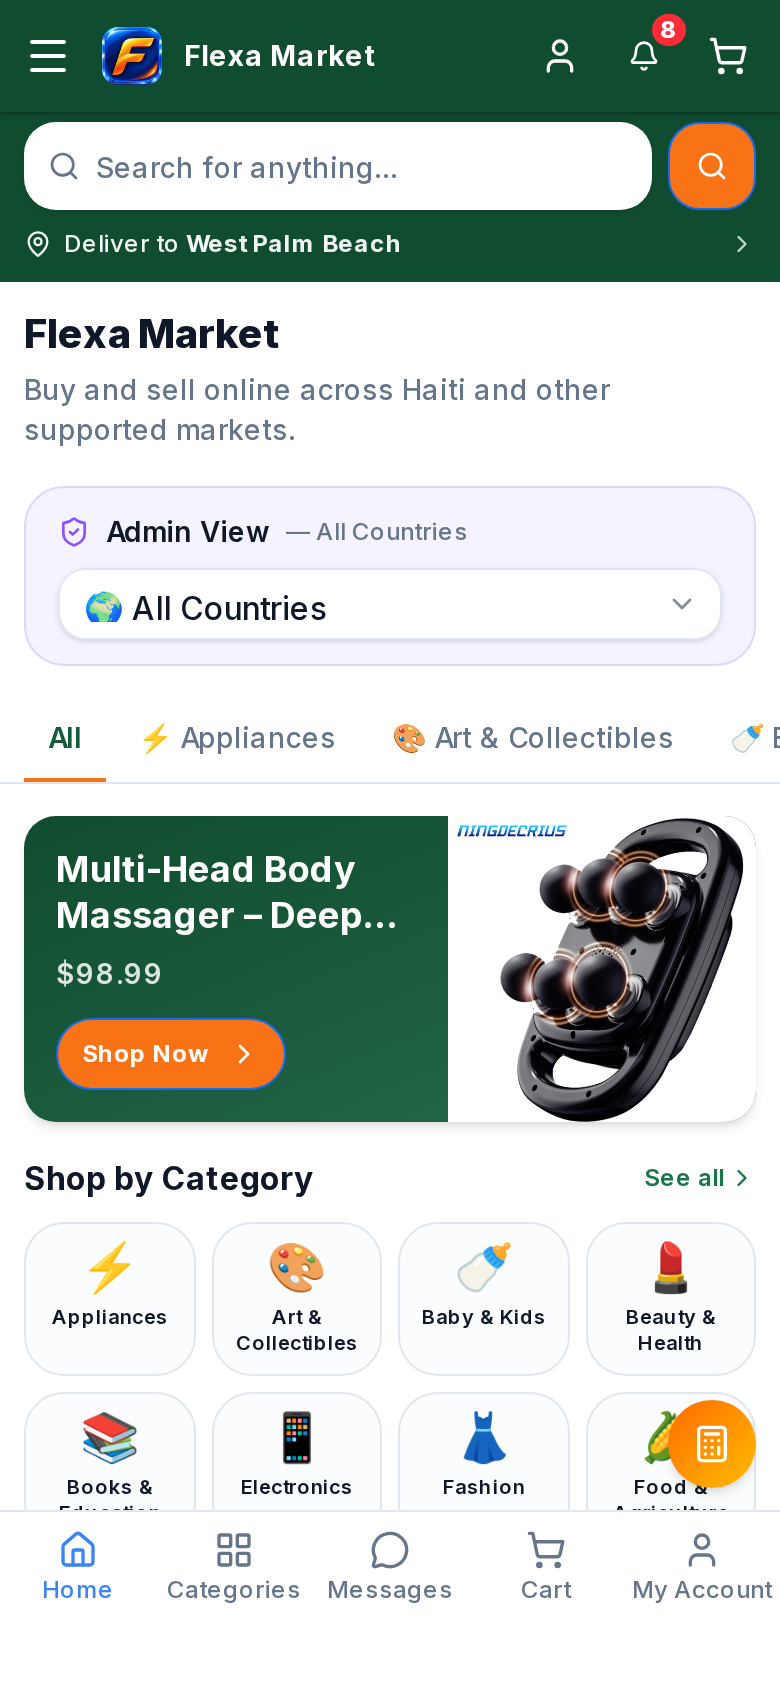 Flexa Market
8
Search for anything...
Deliver to West Palm Beach
Flexa Market
Buy and sell online across Haiti and other
supported markets.
Admin View — All Countries
All Countries
All
Appliances
Art & Collectibles
Multi-Head Body
Massager – Deep...
$98.99
Shop Now
NINGDECRIUS
Shop by Category
See all
Appliances
Art &
Collectibles
Baby & Kids
Beauty &
Health
Books &
Education
Electronics
Fashion
Food &
Agriculture
Home
Categories
Messages
Cart
My Account